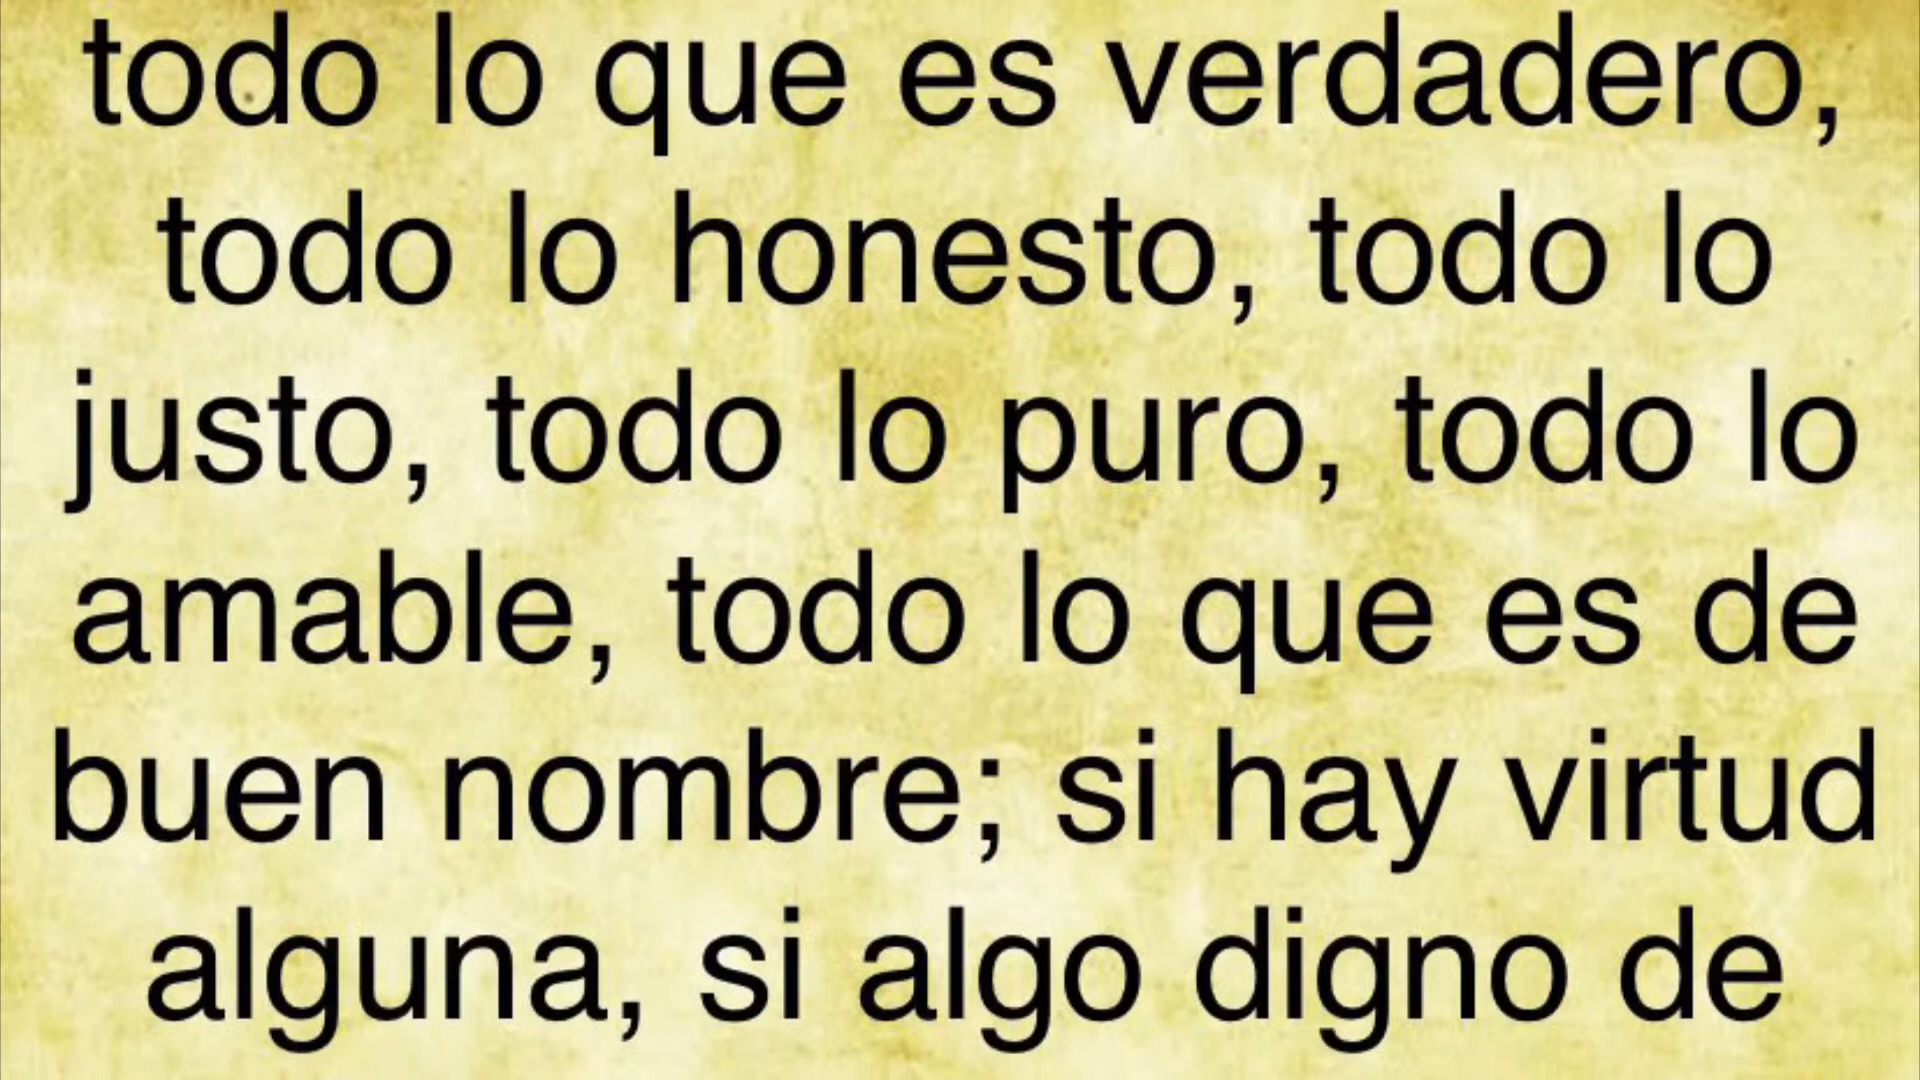 todo lo que es verdadero,
todo lo honesto, todo lo
justo, todo lo puro, todo lo
amable, todo lo que es de
buen nombre; si hay virtud
alguna, si algo digno de